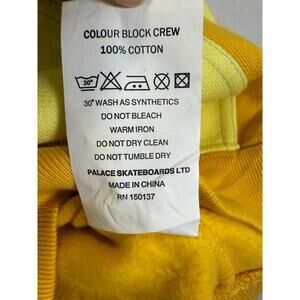 COLOUR BLOCK CREW
100% COTTON
30°
30° WASH AS SYNTHETICS
DO NOT BLEACH
WARM IRON
DO NOT DRY CLEAN
DO NOT TUMBLE DRY
PALACE SKATEBOARDS LTD
MADE IN CHINA
RN 150137